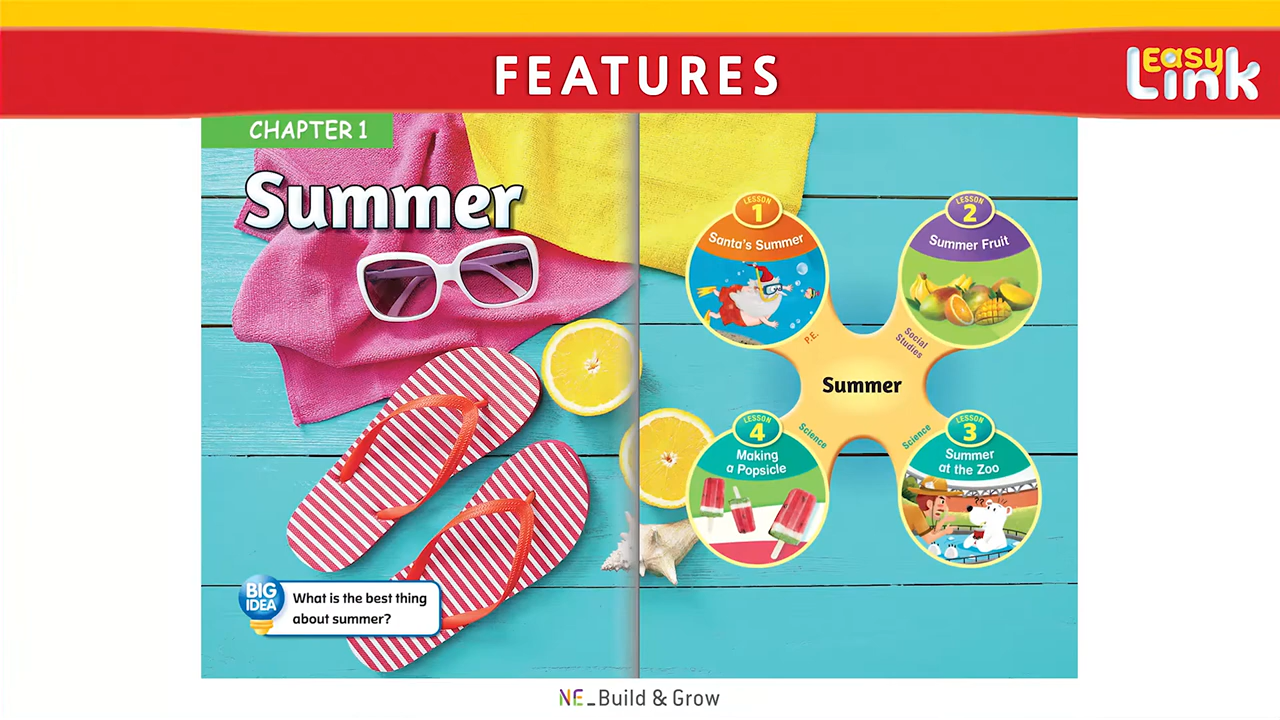 FEATURES
Easy
Link
CHAPTER 1
Summer
BIG
IDEA
What is the best thing
about summer?
LESSON
1
Santa's Summer
P.E.
LESSON
2
Summer Fruit
Social
Studies
Summer
LESSON
4
Making
a Popsicle
Science
LESSON
3
Summer
at the Zoo
Science
NE_Build & Grow